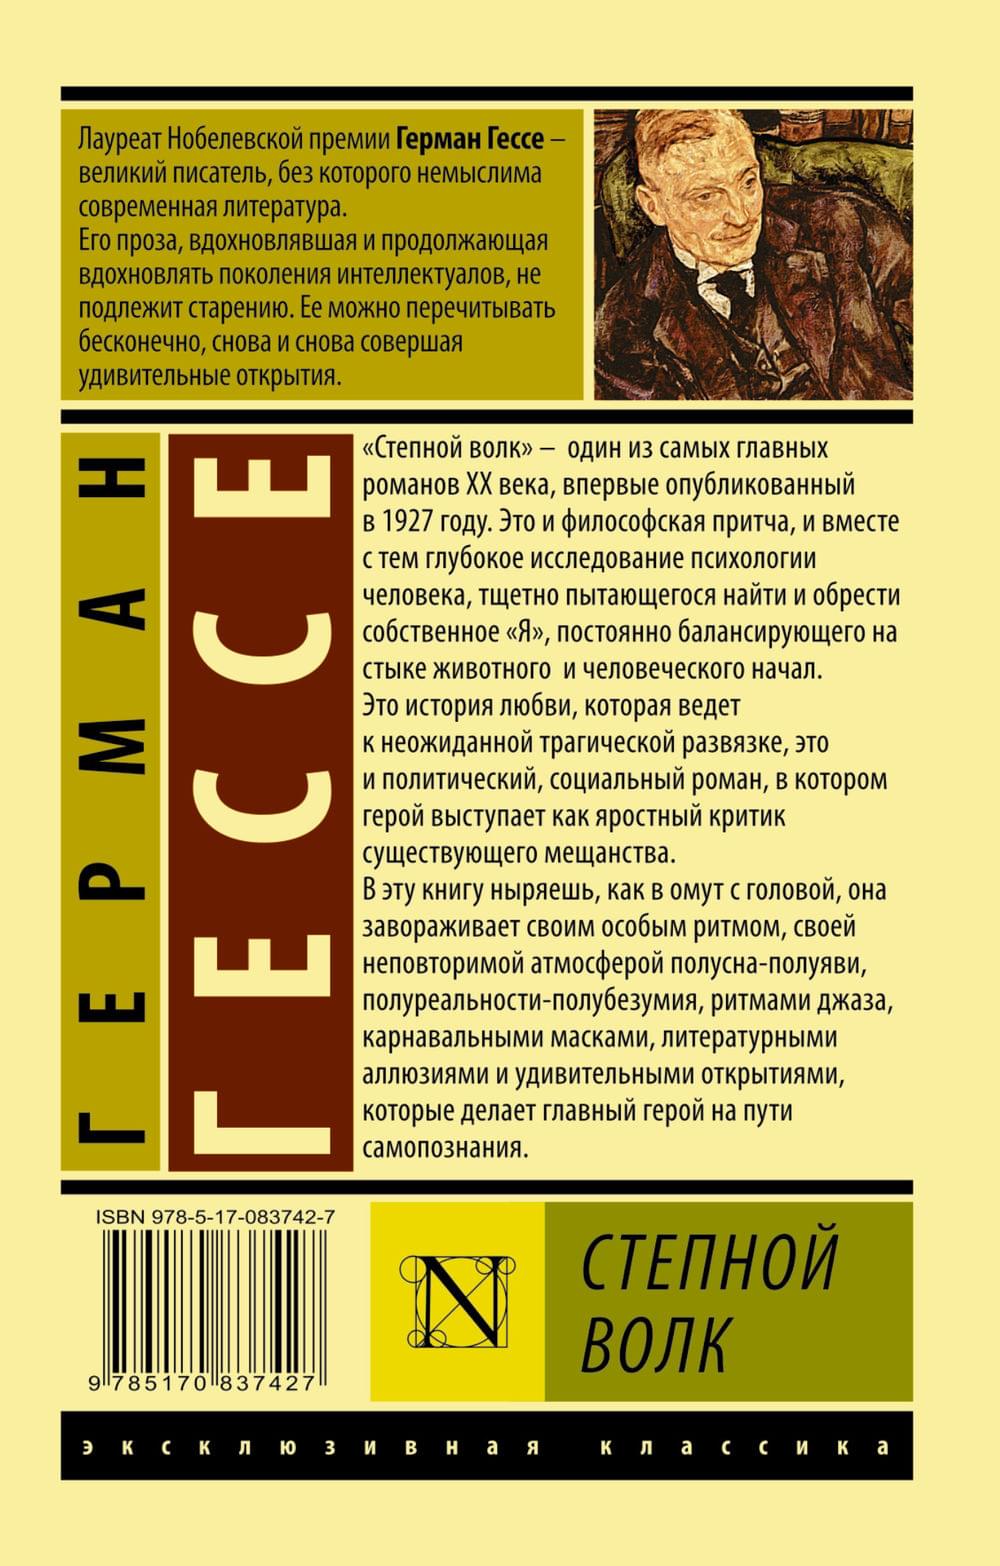 Лауреат Нобелевской премии Герман Гессе –
великий писатель, без которого немыслима
современная литература.
Его проза, вдохновлявшая и продолжающая
вдохновлять поколения интеллектуалов, не
подлежит старению. Ее можно перечитывать
бесконечно, снова и снова совершая
удивительные открытия.
ГЕРМАН
ГЕССЕ
«Степной волк» – один из самых главных
романов XX века, впервые опубликованный
в 1927 году. Это и философская притча, и вместе
с тем глубокое исследование психологии
человека, тщетно пытающегося найти и обрести
собственное «Я», постоянно балансирующего на
стыке животного и человеческого начал.
Это история любви, которая ведет
к неожиданной трагической развязке, это
и политический, социальный роман, в котором
герой выступает как яростный критик
существующего мещанства.
В эту книгу ныряешь, как в омут с головой, она
завораживает своим особым ритмом, своей
неповторимой атмосферой полусна-полуяви,
полуреальности-полубезумия, ритмами джаза,
карнавальными масками, литературными
аллюзиями и удивительными открытиями,
которые делает главный герой на пути
самопознания.
ISBN 978-5-17-083742-7
9 785170 837427
N
СТЕПНОЙ
ВОЛК
эксклюзивная классика